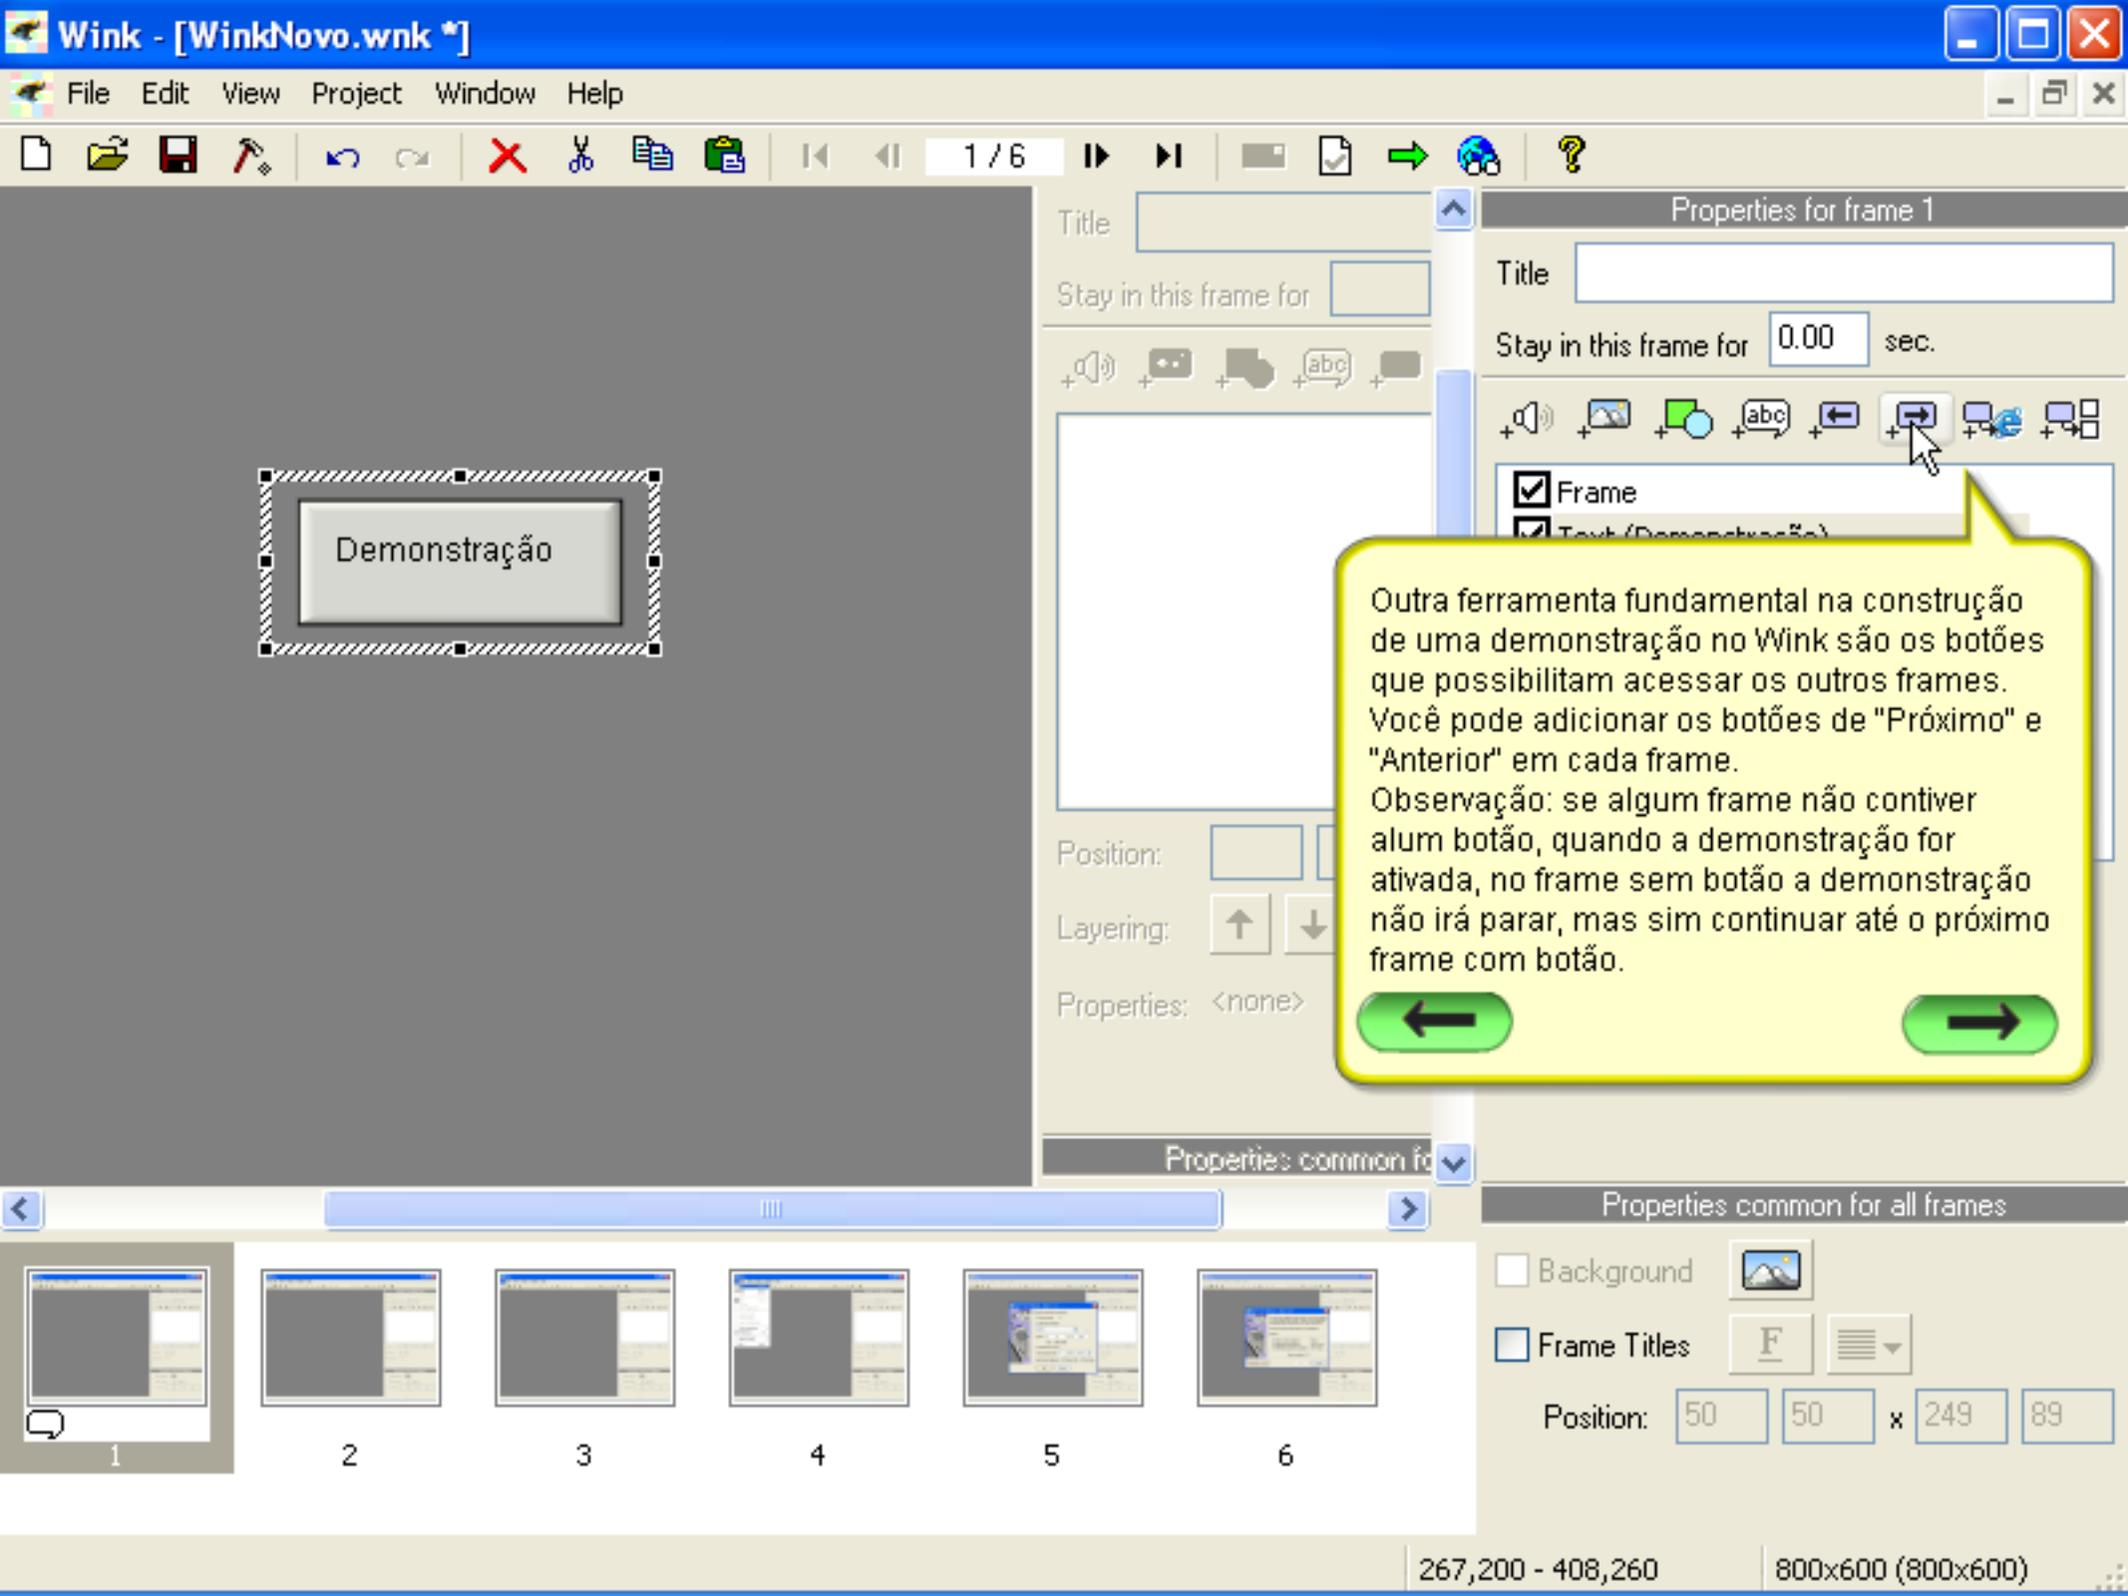 Wink - [WinkNovo.wnk *]
File Edit View Project Window Help
1 / 6
Title
Stay in this frame for
abc
Position:
Layering:
Properties: <none>
Properties common fo
Properties for frame 1
Title
Stay in this frame for 0.00 sec.
abc
Frame
Text (Demonstração)
Demonstração
Outra ferramenta fundamental na construção
de uma demonstração no Wink são os botões
que possibilitam acessar os outros frames.
Você pode adicionar os botões de "Próximo" e
"Anterior" em cada frame.
Observação: se algum frame não contiver
alum botão, quando a demonstração for
ativada, no frame sem botão a demonstração
não irá parar, mas sim continuar até o próximo
frame com botão.
Properties common for all frames
Background
Frame Titles F
Position: 50 50 x 249 89
1 2 3 4 5 6
267,200 - 408,260 800x600 (800x600)